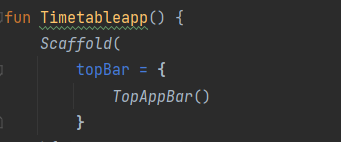 fun Timetableapp() {
Scaffold(
topBar = {
TopAppBar()
}